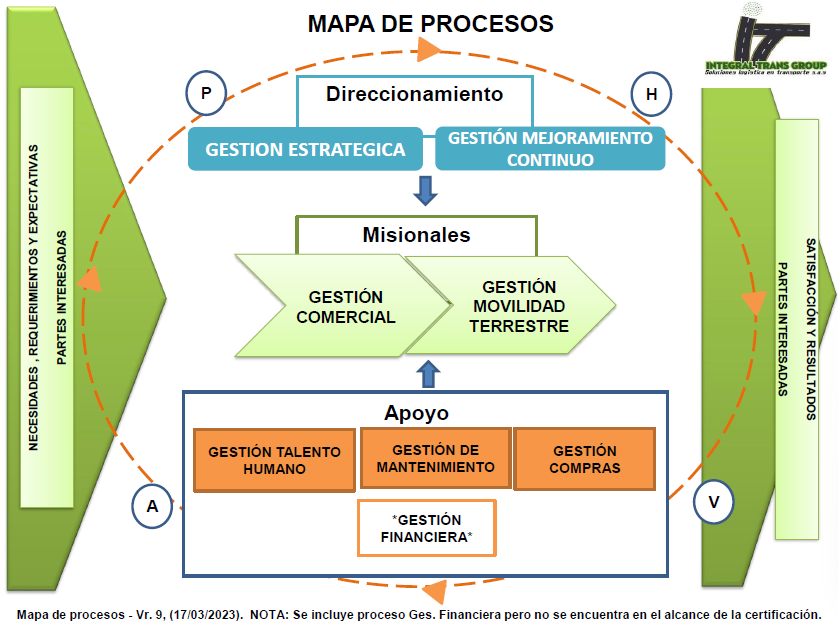 MAPA DE PROCESOS
INTEGRAL TRANS GROUP
Soluciones logística en transporte s.a.s
P
H
Direccionamiento
GESTION ESTRATEGICA
GESTIÓN MEJORAMIENTO
CONTINUO
NECESIDADES , REQUERIMIENTOS Y EXPECTATIVAS
PARTES INTERESADAS
Misionales
GESTIÓN
COMERCIAL
GESTIÓN
MOVILIDAD
TERRESTRE
SATISFACCIÓN Y RESULTADOS
PARTES INTERESADAS
Apoyo
GESTIÓN TALENTO
HUMANO
GESTIÓN DE
MANTENIMIENTO
GESTIÓN
COMPRAS
*GESTIÓN
FINANCIERA*
A
V
Mapa de procesos - Vr. 9, (17/03/2023). NOTA: Se incluye proceso Ges. Financiera pero no se encuentra en el alcance de la certificación.